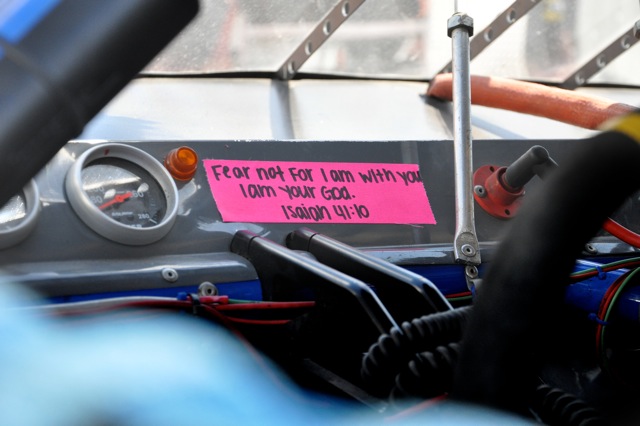 Fear not For I am with you
I am your God.
Isaiah 41:10